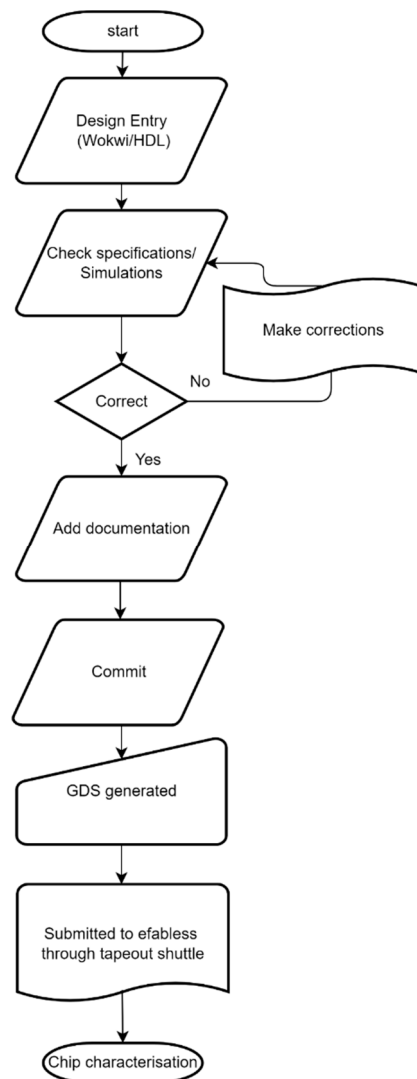 start
Design Entry
(Wokwi/HDL)
Check specifications/
Simulations
Make corrections
No
Correct
Yes
Add documentation
Commit
GDS generated
Submitted to efabless
through tapeout shuttle
Chip characterisation